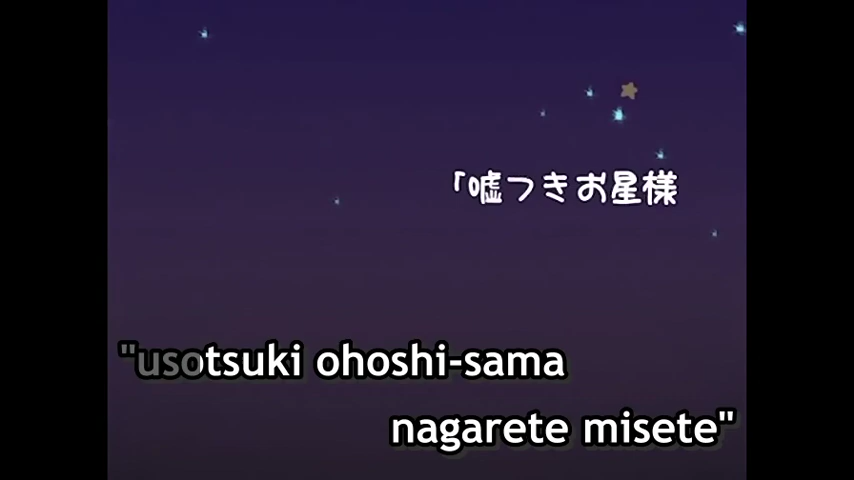 「嘘つきお星様
"usotsuki ohoshi-sama
nagarete misete"